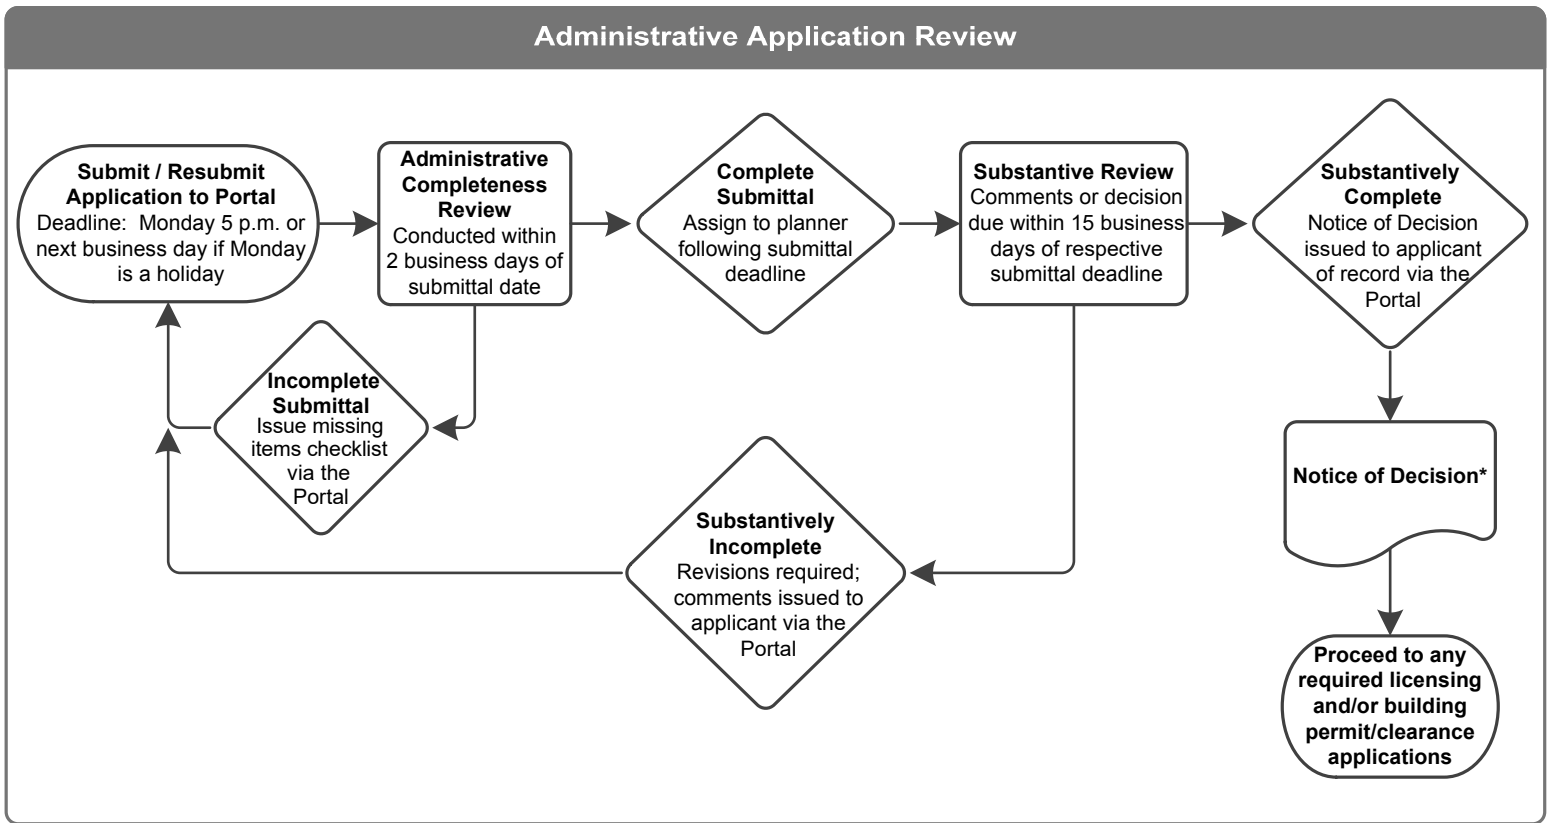 Administrative Application Review
Submit / Resubmit
Application to Portal
Deadline: Monday 5 p.m. or
next business day if Monday
is a holiday
Administrative
Completeness
Review
Conducted within
2 business days of
submittal date
Complete
Submittal
Assign to planner
following submittal
deadline
Substantive Review
Comments or decision
due within 15 business
days of respective
submittal deadline
Substantively
Complete
Notice of Decision
issued to applicant
of record via the
Portal
Incomplete
Submittal
Issue missing
items checklist
via the
Portal
Substantively
Incomplete
Revisions required;
comments issued to
applicant via the
Portal
Notice of Decision*
Proceed to any
required licensing
and/or building
permit/clearance
applications